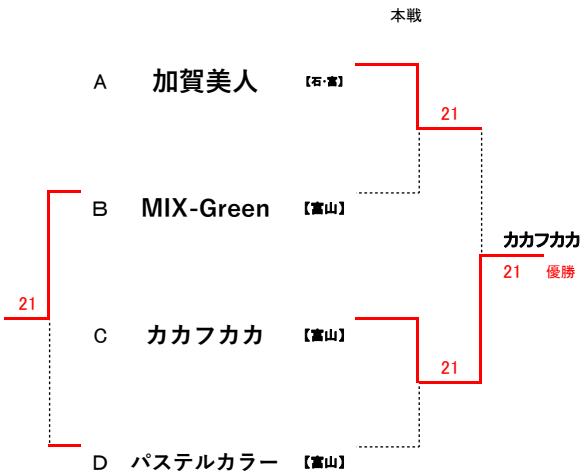 本戦
A 加賀美人 【石・富】
21
B MIX-Green 【富山】
カカフカカ
21 優勝
21
C カカフカカ 【富山】
21
D パステルカラー 【富山】